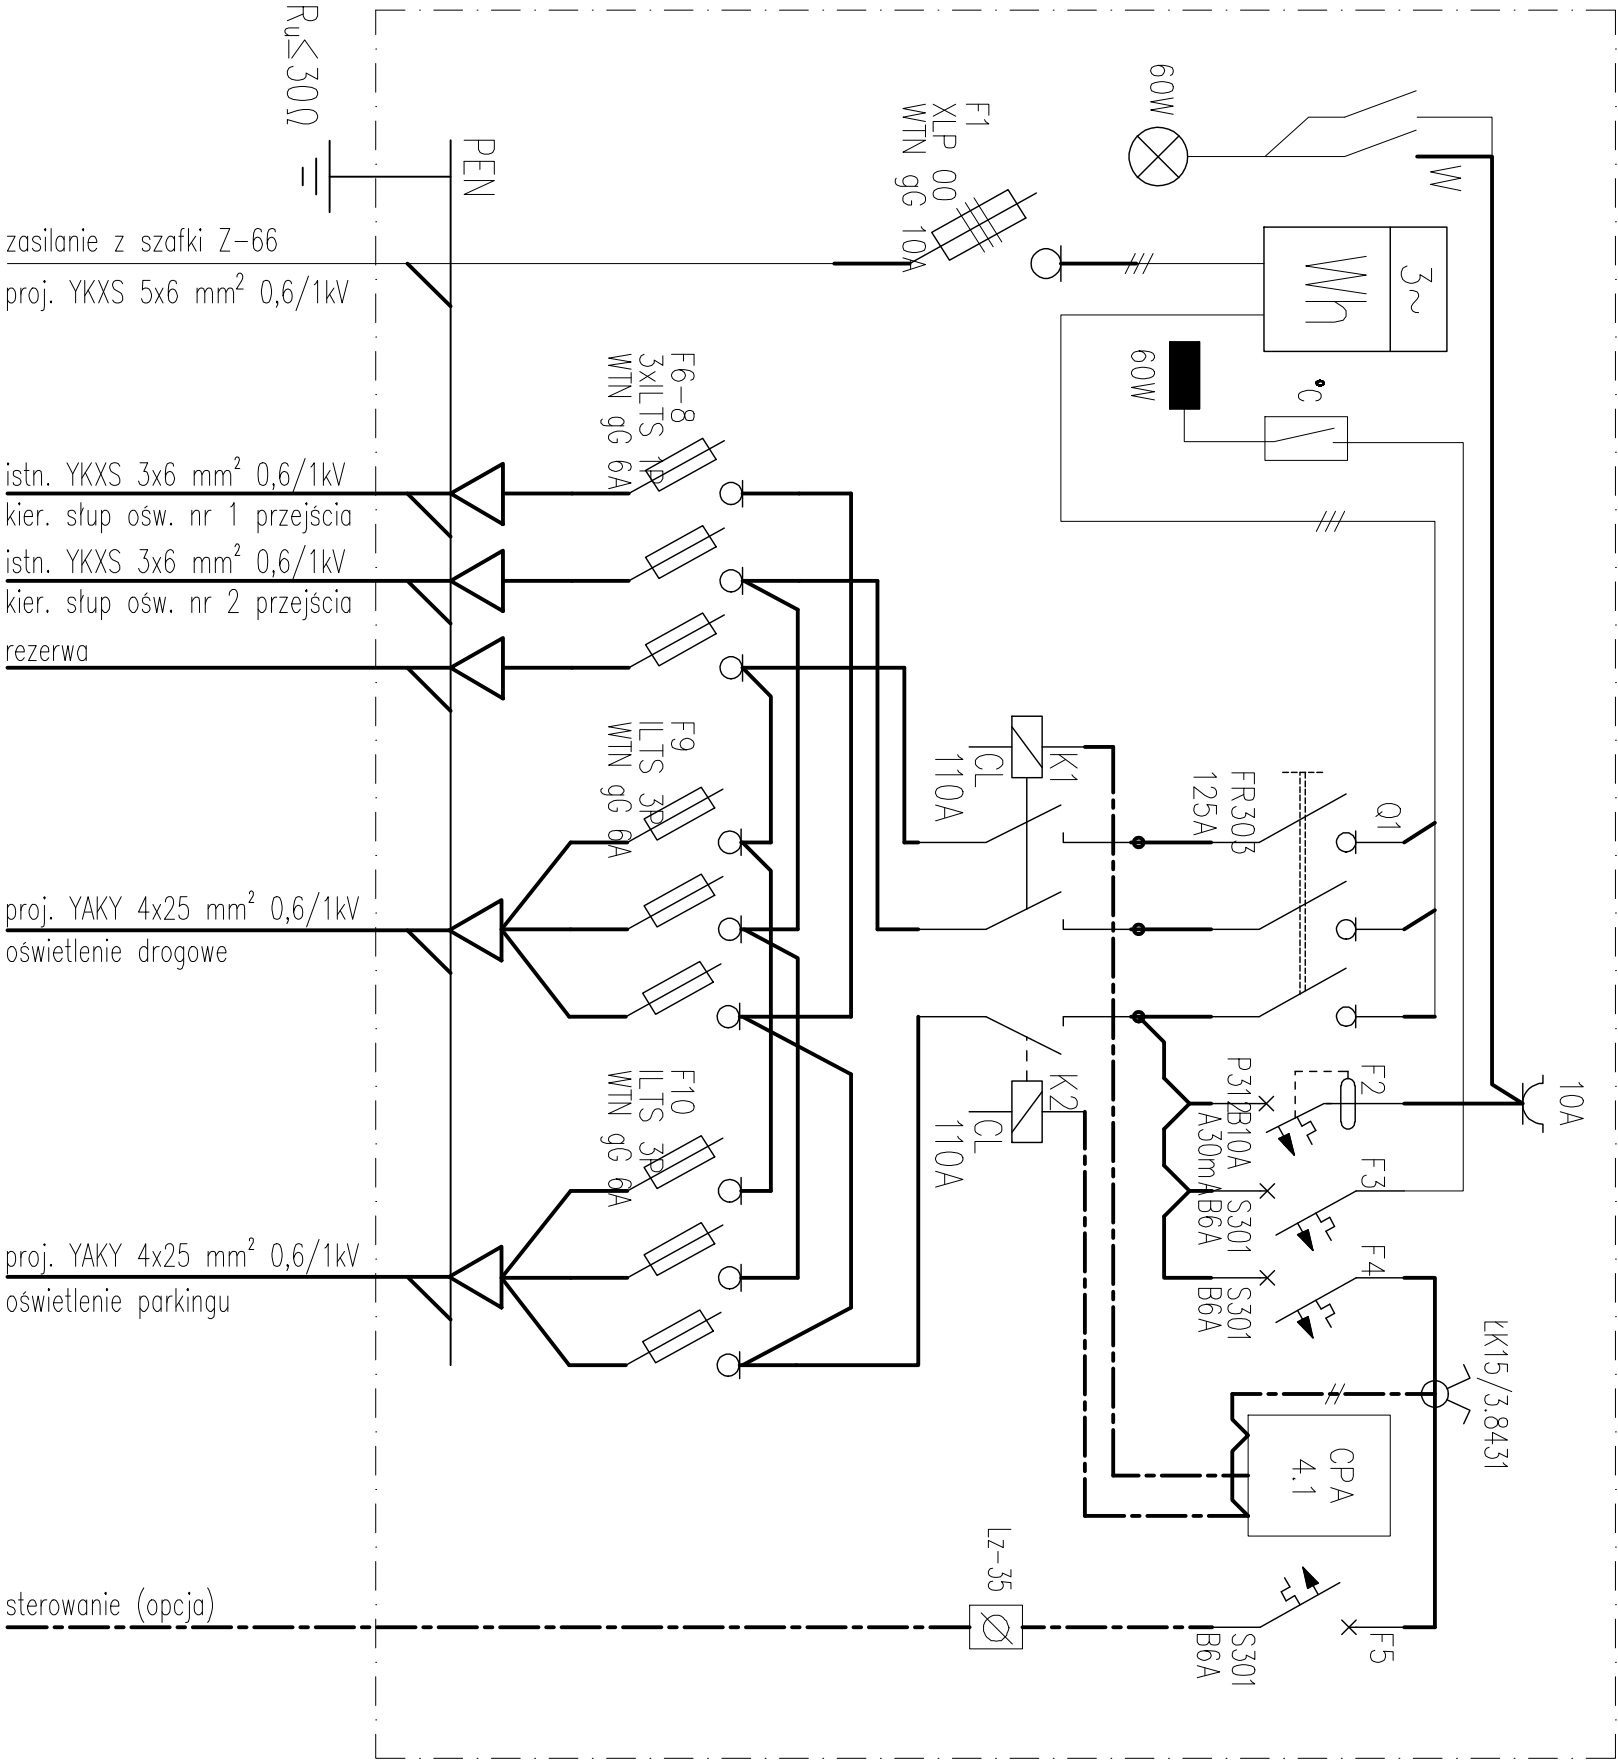 Ru≤30Ω
PEN
zasilanie z szafki Z-66
proj. YKXS 5x6 mm² 0,6/1kV
istn. YKXS 3x6 mm² 0,6/1kV
kier. słup ośw. nr 1 przejścia
istn. YKXS 3x6 mm² 0,6/1kV
kier. słup ośw. nr 2 przejścia
rezerwa
proj. YAKY 4x25 mm² 0,6/1kV
oświetlenie drogowe
proj. YAKY 4x25 mm² 0,6/1kV
oświetlenie parkingu
sterowanie (opcja)
F1
XLP 00
WTN gG 10A
60W
W
3~
Wh
60W
°C
F6-8
3xILTS 1p
WTN gG 6A
F9
ILTS 3p
WTN gG 6A
F10
ILTS 3p
WTN gG 6A
K1
CL
110A
K2
CL
110A
Q1
FR303
125A
10A
F2
P312B10A
A30mA
F3
S301
B6A
F4
S301
B6A
ŁK15/3.8431
CPA
4.1
Lz-35
F5
S301
B6A